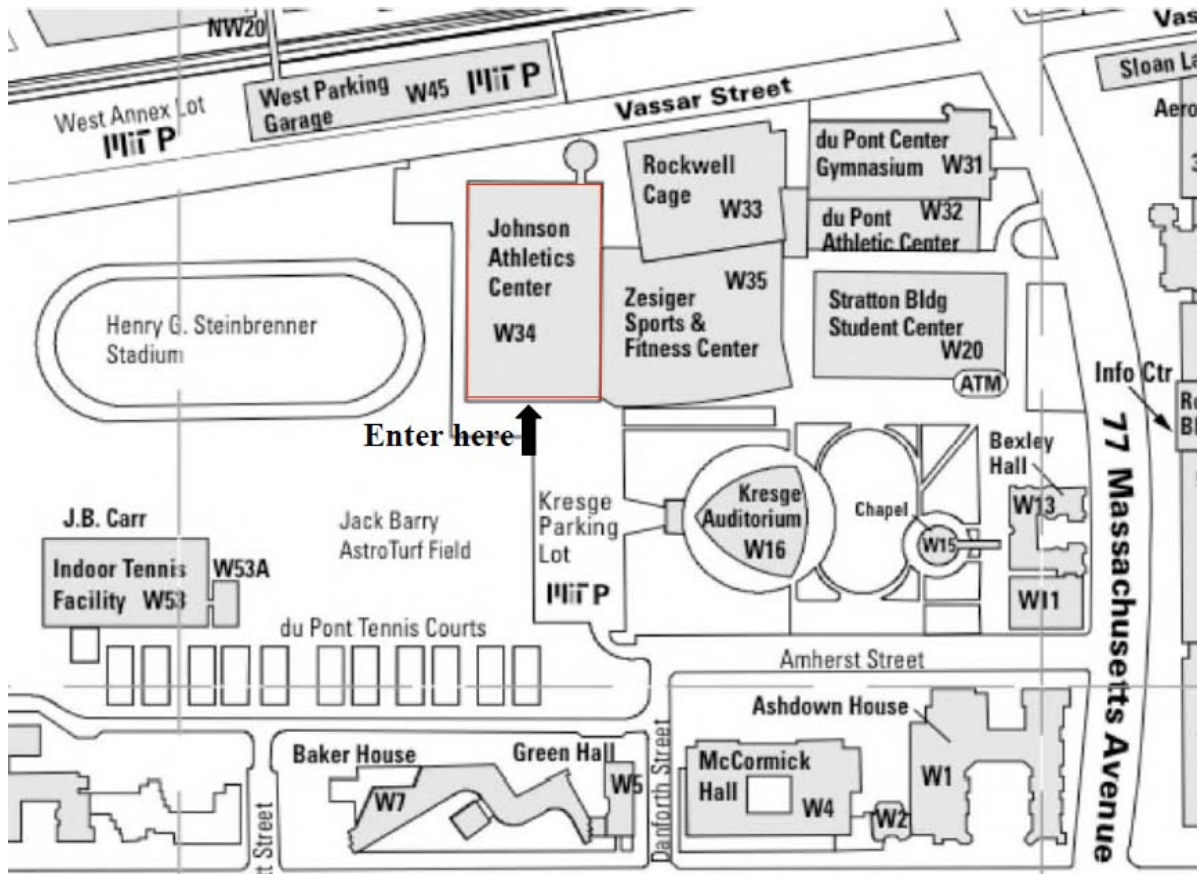 NW20
West Annex Lot
MIT P
West Parking
Garage
W45
MIT P
Vassar Street
Sloan
Johnson
Athletics
Center
W34
Rockwell
Cage
W33
du Pont Center
Gymnasium
W31
du Pont
Athletic Center
W32
W35
Zesiger
Sports &
Fitness Center
Stratton Bldg
Student Center
W20
ATM
Henry G. Steinbrenner
Stadium
Enter here
Info Ctr
77 Massachusetts Avenue
Bexley
Hall
W13
Kresge
Parking
Lot
MIT P
Kresge
Auditorium
W16
Chapel
W15
W11
J.B. Carr
Indoor Tennis
Facility W53
W53A
Jack Barry
AstroTurf Field
du Pont Tennis Courts
Amherst Street
Ashdown House
Baker House
W7
Green Hall
W5
Danforth Street
McCormick
Hall
W4
W2
W1
Street